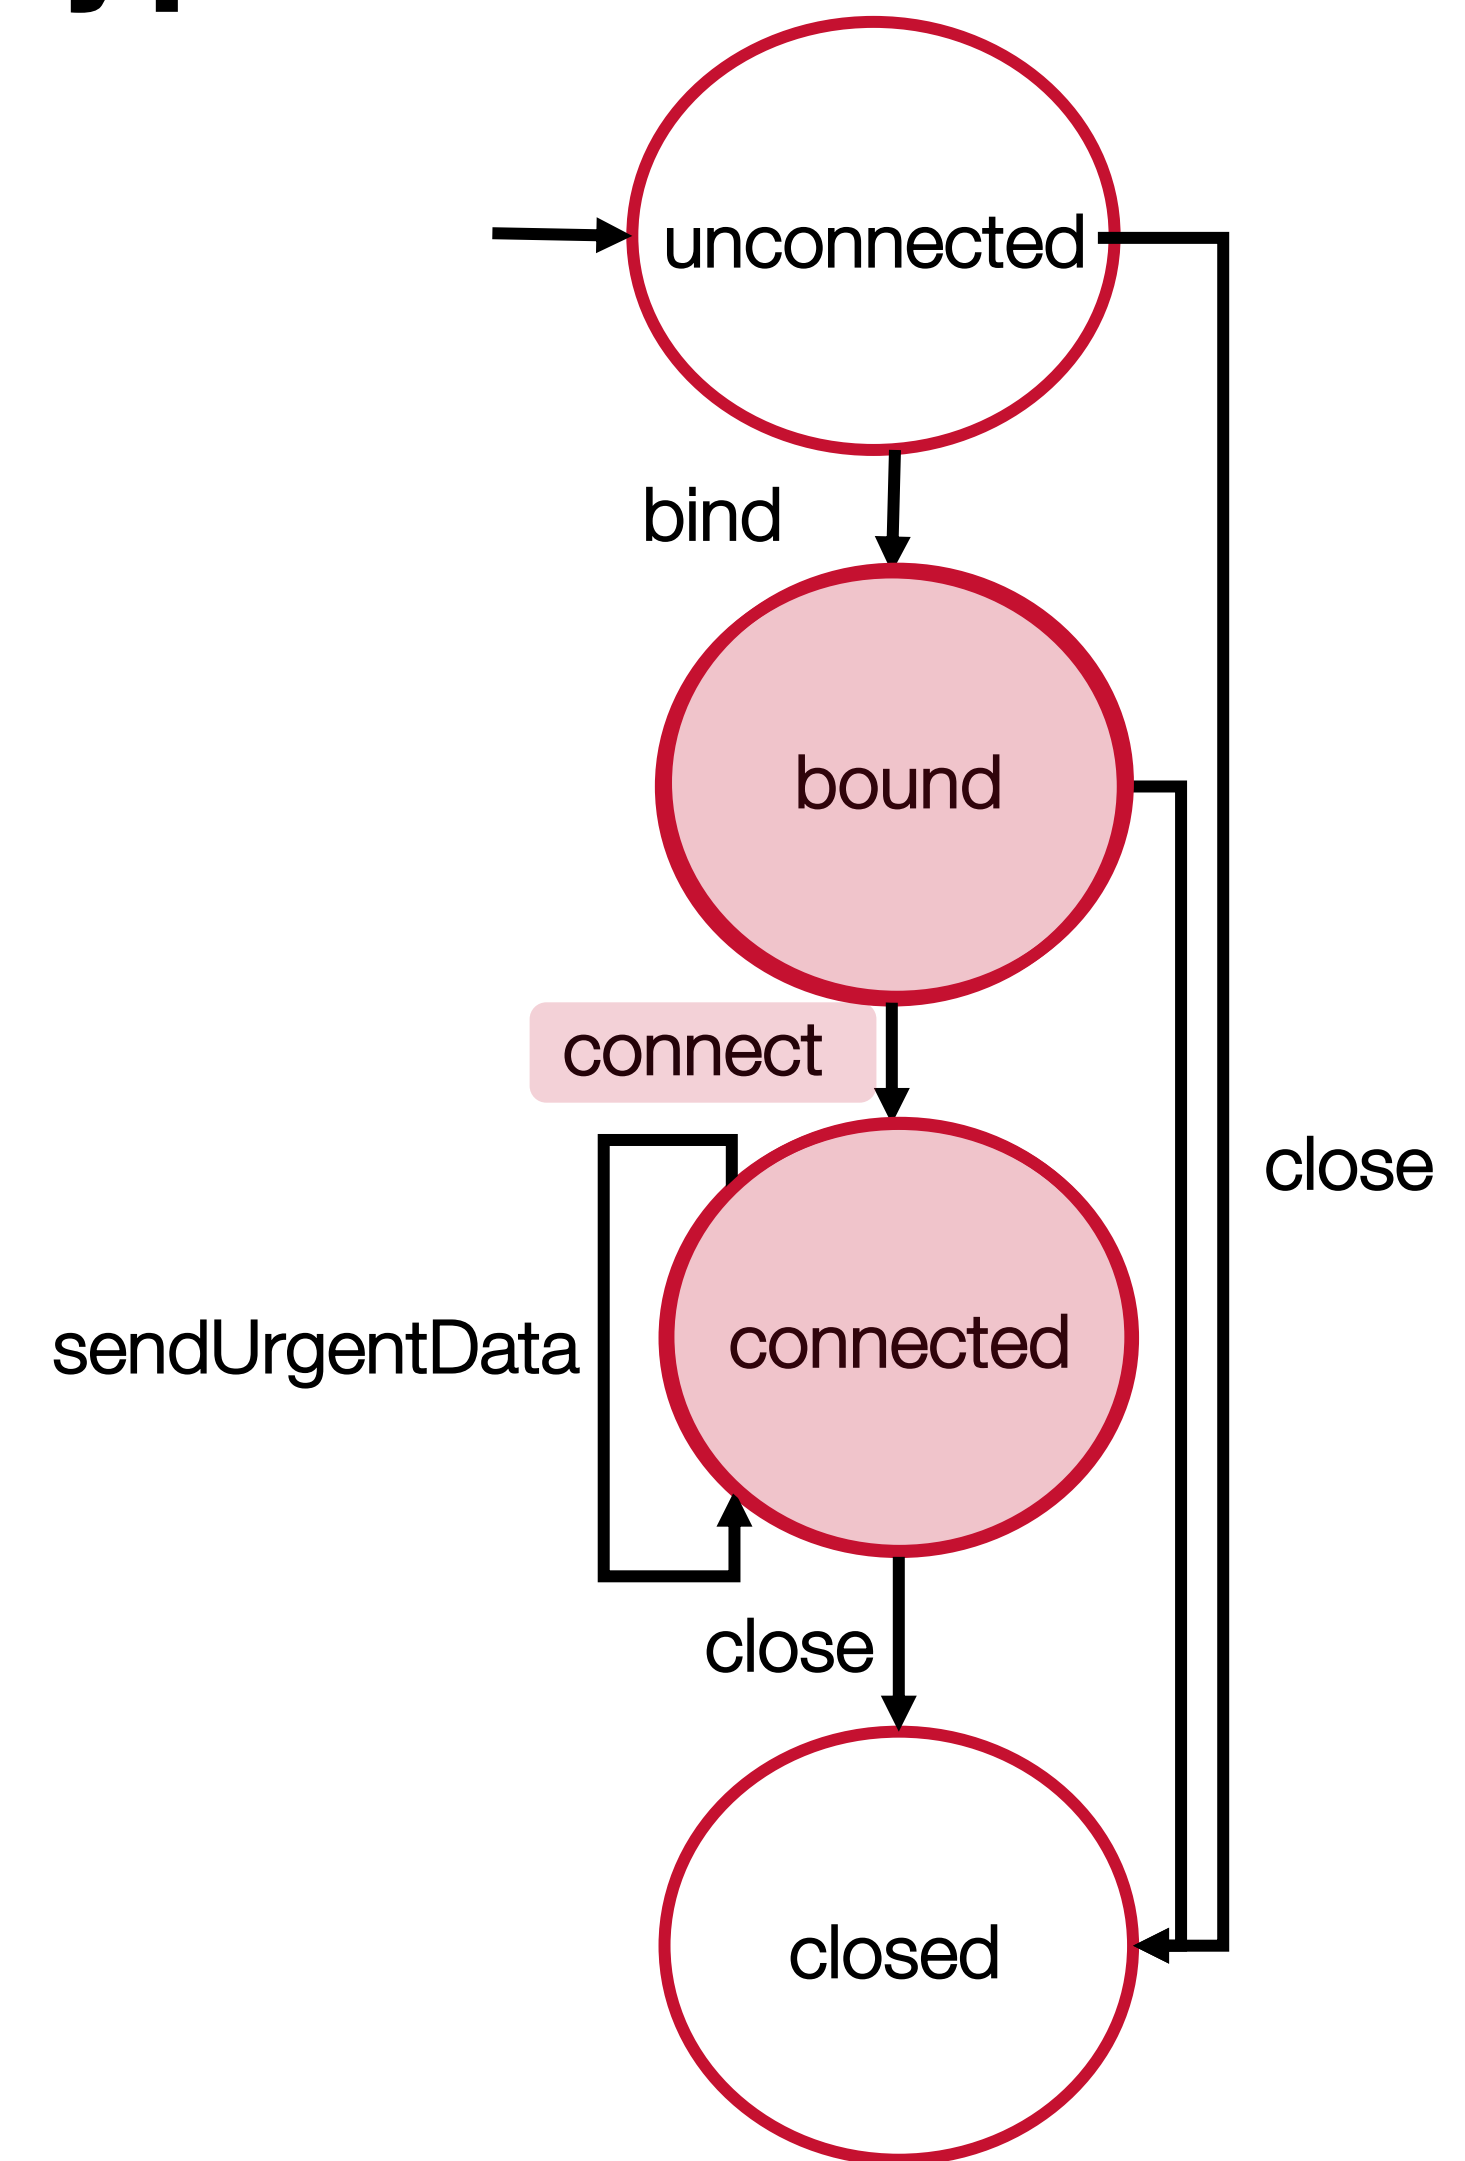 unconnected
bind
bound
connect
close
sendUrgentData
connected
close
closed